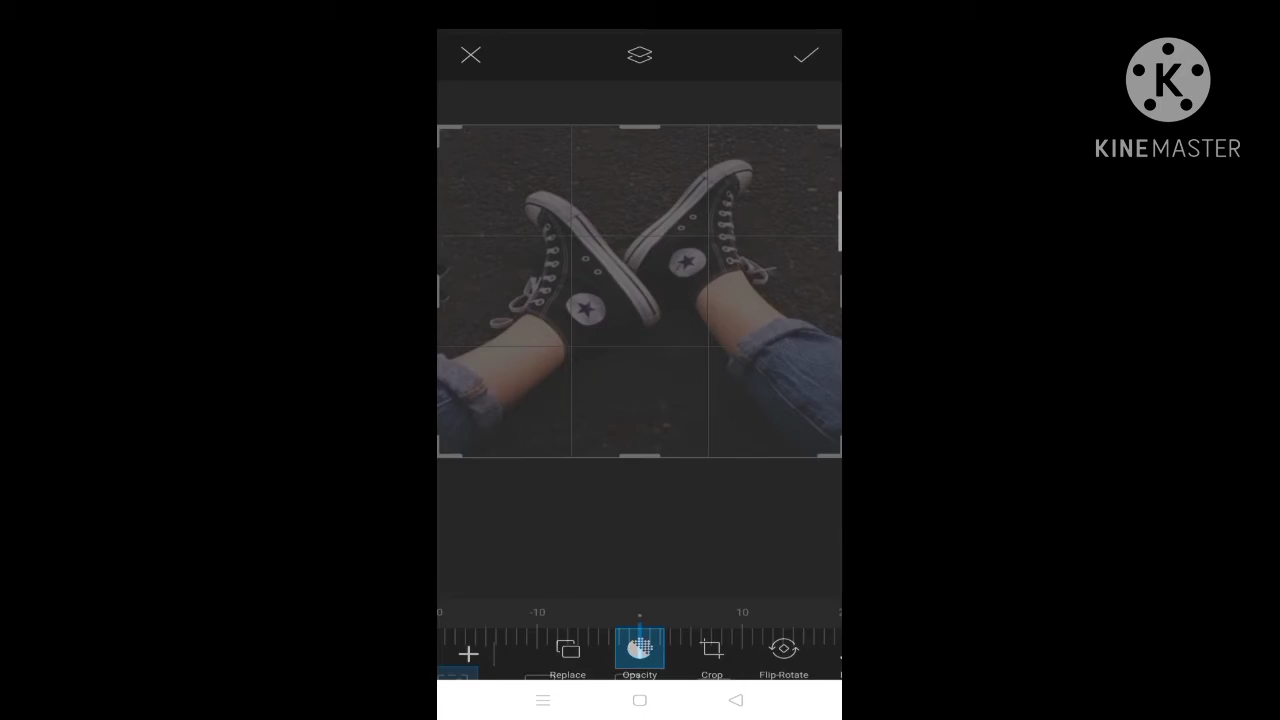 K
KINEMASTER
-10
10
Replace
Opacity
Crop
Flip-Rotate